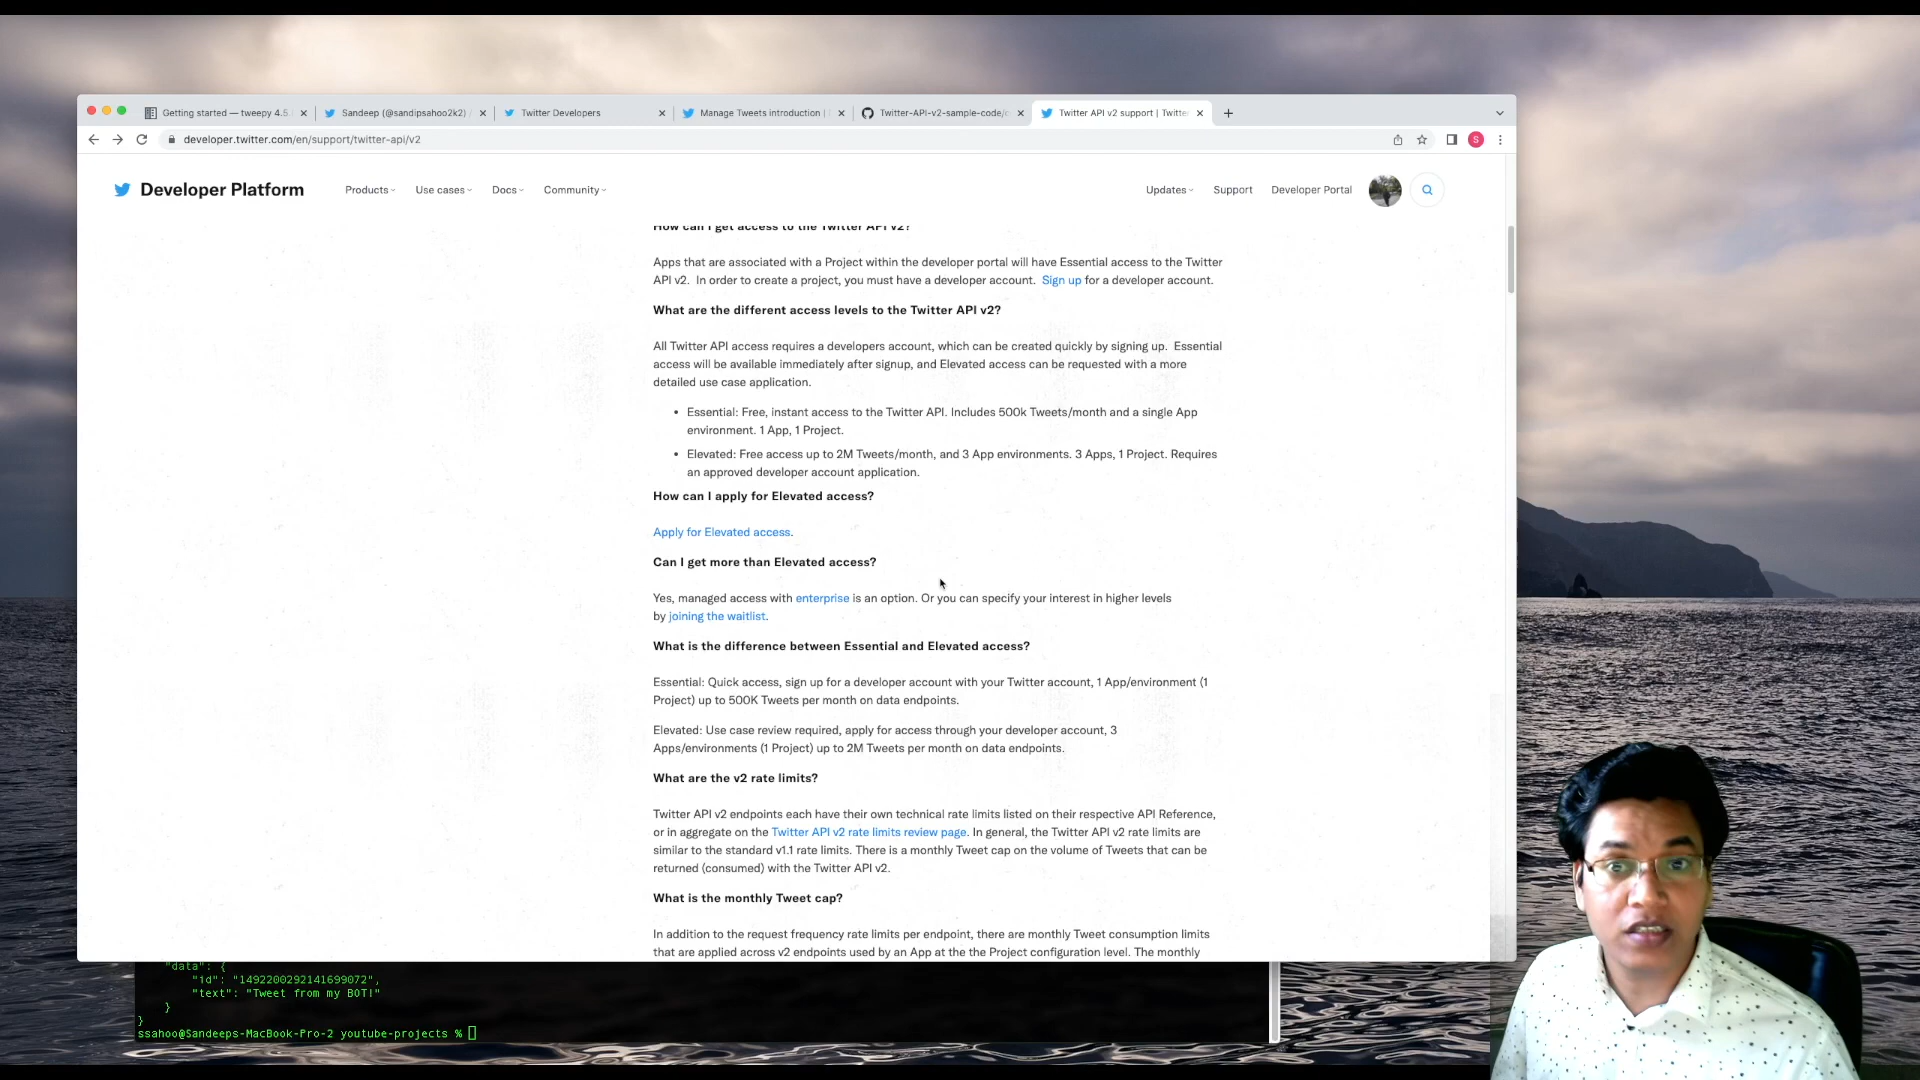 Getting started — tweepy 4.5
Sandeep (@sandipsahoo2k2) /
Twitter Developers
Manage Tweets introduction |
Twitter-API-v2-sample-code/c
Twitter API v2 support | Twitte
developer.twitter.com/en/support/twitter-api/v2
S
Developer Platform
Products
Use cases
Docs
Community
Updates
Support
Developer Portal
How can I get access to the Twitter API v2?
Apps that are associated with a Project within the developer portal will have Essential access to the Twitter
API v2. In order to create a project, you must have a developer account. Sign up for a developer account.
What are the different access levels to the Twitter API v2?
All Twitter API access requires a developers account, which can be created quickly by signing up. Essential
access will be available immediately after signup, and Elevated access can be requested with a more
detailed use case application.
• Essential: Free, instant access to the Twitter API. Includes 500k Tweets/month and a single App
environment. 1 App, 1 Project.
• Elevated: Free access up to 2M Tweets/month, and 3 App environments. 3 Apps, 1 Project. Requires
an approved developer account application.
How can I apply for Elevated access?
Apply for Elevated access.
Can I get more than Elevated access?
Yes, managed access with enterprise is an option. Or you can specify your interest in higher levels
by joining the waitlist.
What is the difference between Essential and Elevated access?
Essential: Quick access, sign up for a developer account with your Twitter account, 1 App/environment (1
Project) up to 500K Tweets per month on data endpoints.
Elevated: Use case review required, apply for access through your developer account, 3
Apps/environments (1 Project) up to 2M Tweets per month on data endpoints.
What are the v2 rate limits?
Twitter API v2 endpoints each have their own technical rate limits listed on their respective API Reference,
or in aggregate on the Twitter API v2 rate limits review page. In general, the Twitter API v2 rate limits are
similar to the standard v1.1 rate limits. There is a monthly Tweet cap on the volume of Tweets that can be
returned (consumed) with the Twitter API v2.
What is the monthly Tweet cap?
In addition to the request frequency rate limits per endpoint, there are monthly Tweet consumption limits
that are applied across v2 endpoints used by an App at the the Project configuration level. The monthly
"data": {
"id": "1492200292141699072",
"text": "Tweet from my BOT!"
}
}
ssahoo@Sandeeps-MacBook-Pro-2 youtube-projects %